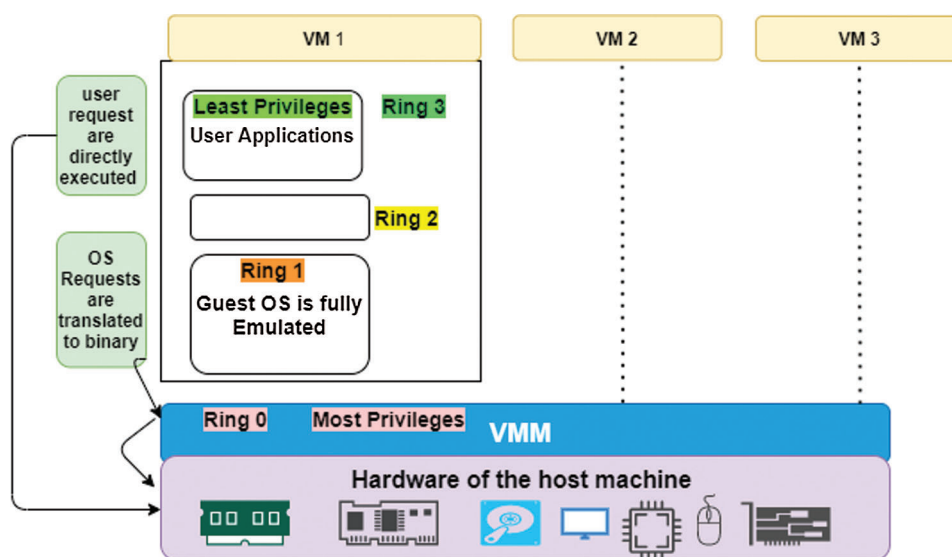 VM 1
VM 2
VM 3
user
request
are
directly
executed
Least Privileges
Ring 3
User Applications
Ring 2
OS
Requests
are
translated
to binary
Ring 1
Guest OS is fully
Emulated
Ring 0
Most Privileges
VMM
Hardware of the host machine